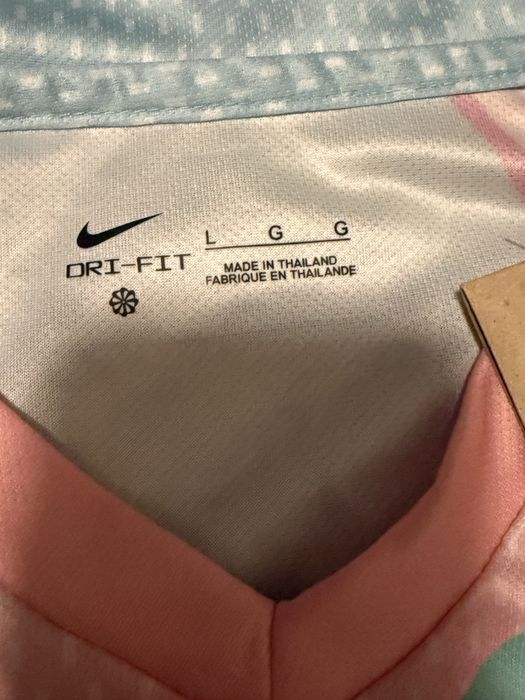 L G G
DRI-FIT
MADE IN THAILAND
FABRIQUE EN THAILANDE